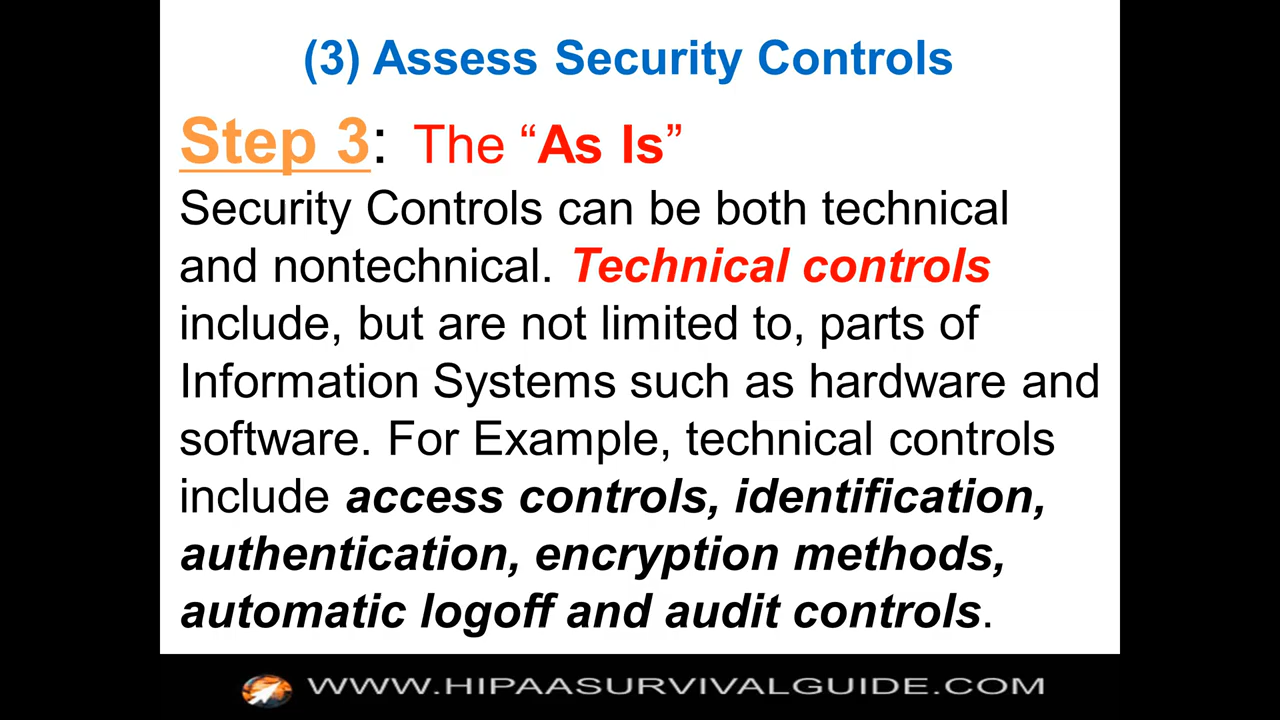 (3) Assess Security Controls
Step 3: The “As Is”
Security Controls can be both technical
and nontechnical. Technical controls
include, but are not limited to, parts of
Information Systems such as hardware and
software. For Example, technical controls
include access controls, identification,
authentication, encryption methods,
automatic logoff and audit controls.
WWW.HIPAASURVIVALGUIDE.COM